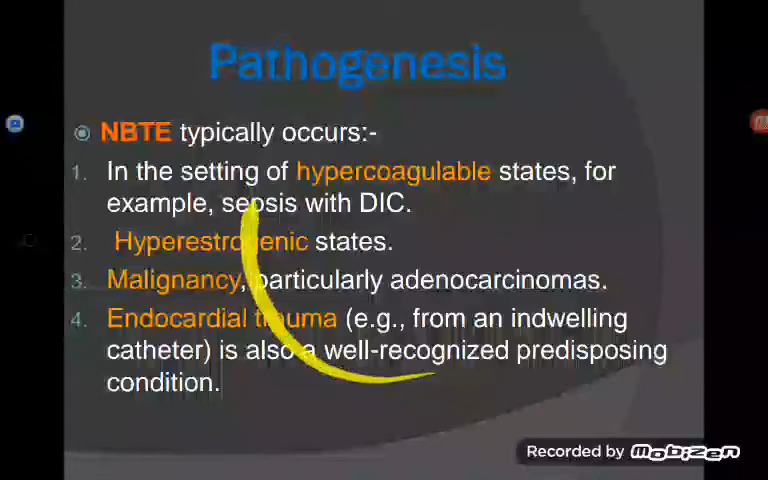 Pathogenesis
NBTE typically occurs:-
1. In the setting of hypercoagulable states, for
example, sepsis with DIC.
2. Hyperestrogenic states.
3. Malignancy, particularly adenocarcinomas.
4. Endocardial trauma (e.g., from an indwelling
catheter) is also a well-recognized predisposing
condition.
Recorded by mobizen